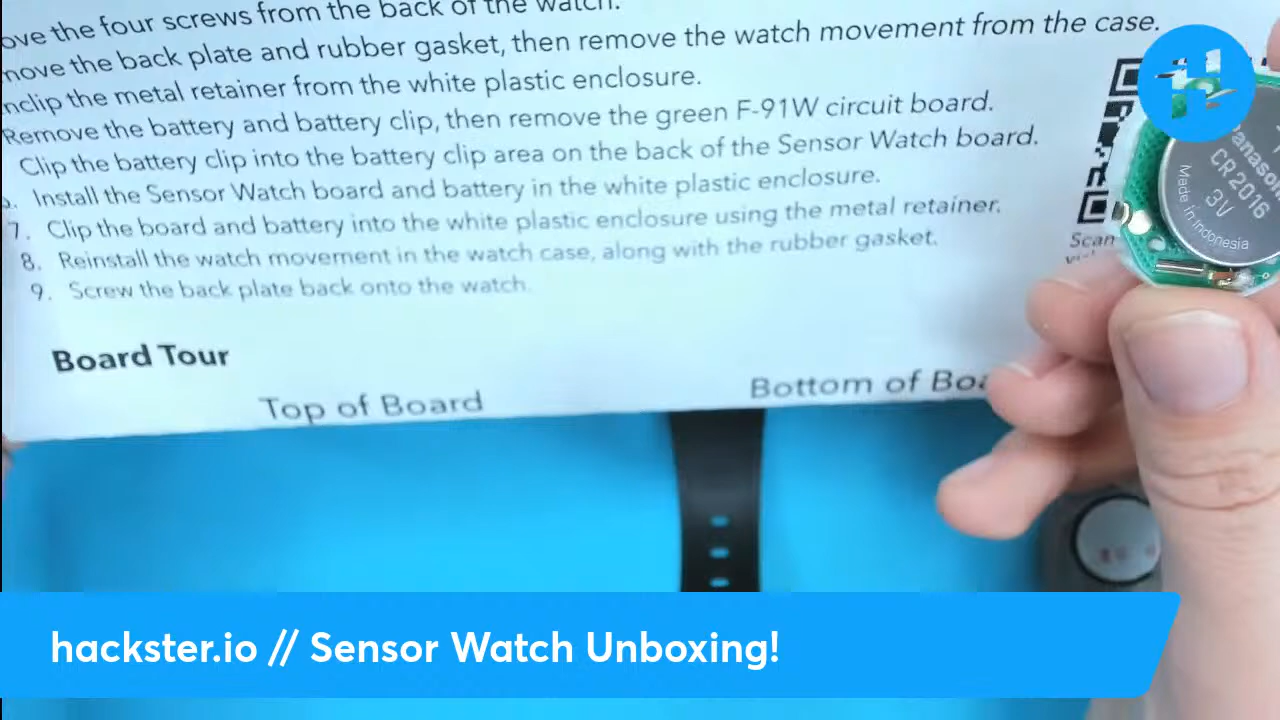 ove the four screws from the back of the watch.
move the back plate and rubber gasket, then remove the watch movement from the case.
nclip the metal retainer from the white plastic enclosure.
Remove the battery and battery clip, then remove the green F-91W circuit board.
Clip the battery clip into the battery clip area on the back of the Sensor Watch board.
Install the Sensor Watch board and battery in the white plastic enclosure.
7. Clip the board and battery into the white plastic enclosure using the metal retainer.
8. Reinstall the watch movement in the watch case, along with the rubber gasket.
9. Screw the back plate back onto the watch.
Scan
Panaso
CR2016
3V
Made in Indonesia
Board Tour
Top of Board
Bottom of Boa
hackster.io // Sensor Watch Unboxing!